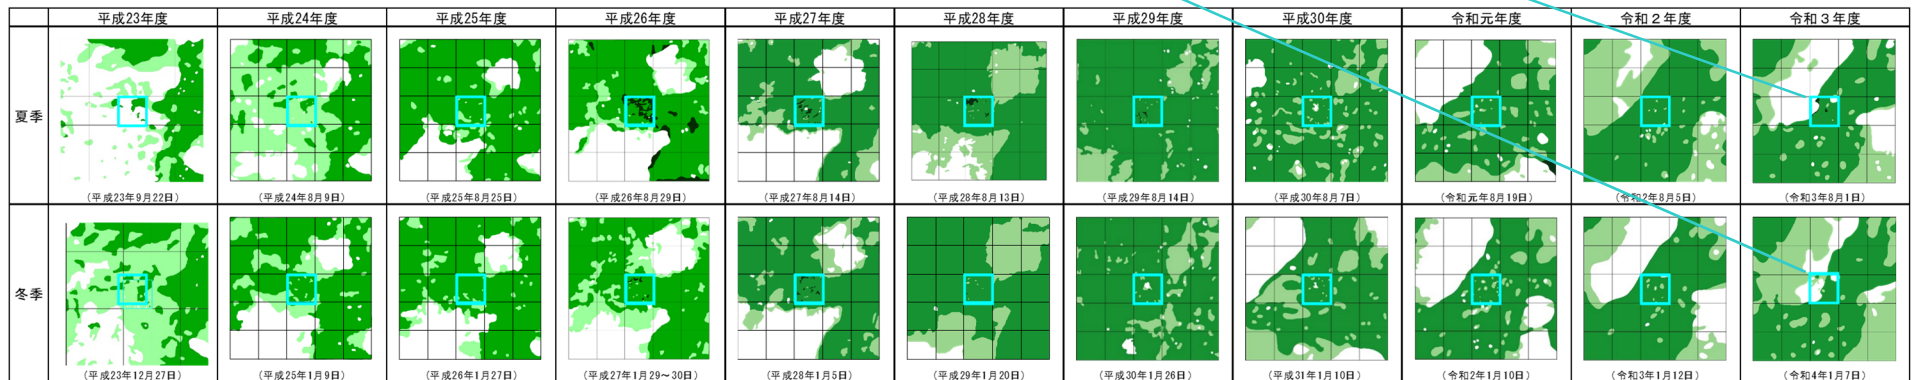 平成23年度 平成24年度 平成25年度 平成26年度 平成27年度 平成28年度 平成29年度 平成30年度 令和元年度 令和２年度 令和３年度
夏季
（平成23年9月22日） （平成24年8月9日） （平成25年8月25日） （平成26年8月29日） （平成27年8月14日） （平成28年8月13日） （平成29年8月14日） （平成30年8月7日） （令和元年8月19日） （令和2年8月5日） （令和3年8月1日）
冬季
（平成23年12月27日） （平成25年1月9日） （平成26年1月27日） （平成27年1月29～30日） （平成28年1月5日） （平成29年1月20日） （平成30年1月26日） （平成31年1月10日） （令和2年1月10日） （令和3年1月12日） （令和4年1月7日）